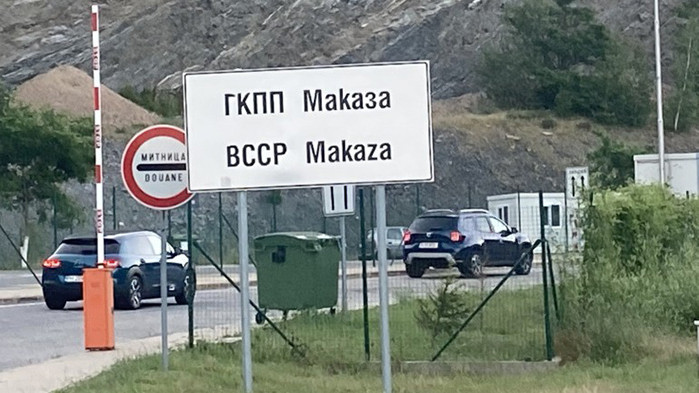 ГКПП Маказа
BCCP Makaza
МИТНИЦА
DOUANE